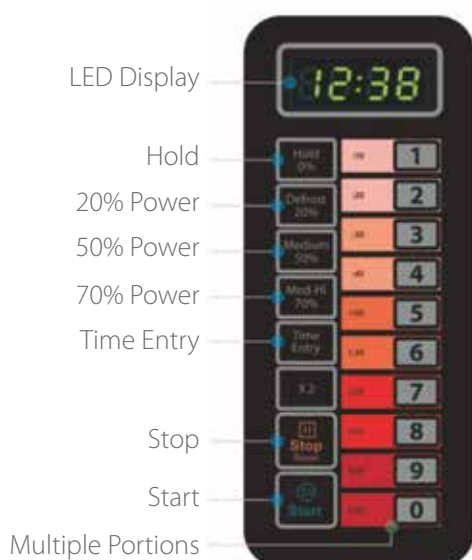 LED Display
12:38
Hold
Hold
0%
20% Power
Defrost
20%
50% Power
Medium
50%
70% Power
Med-Hi
70%
Time Entry
Time
Entry
X2
Stop
Stop
Start
Start
Multiple Portions
1
2
3
4
5
6
7
8
9
0